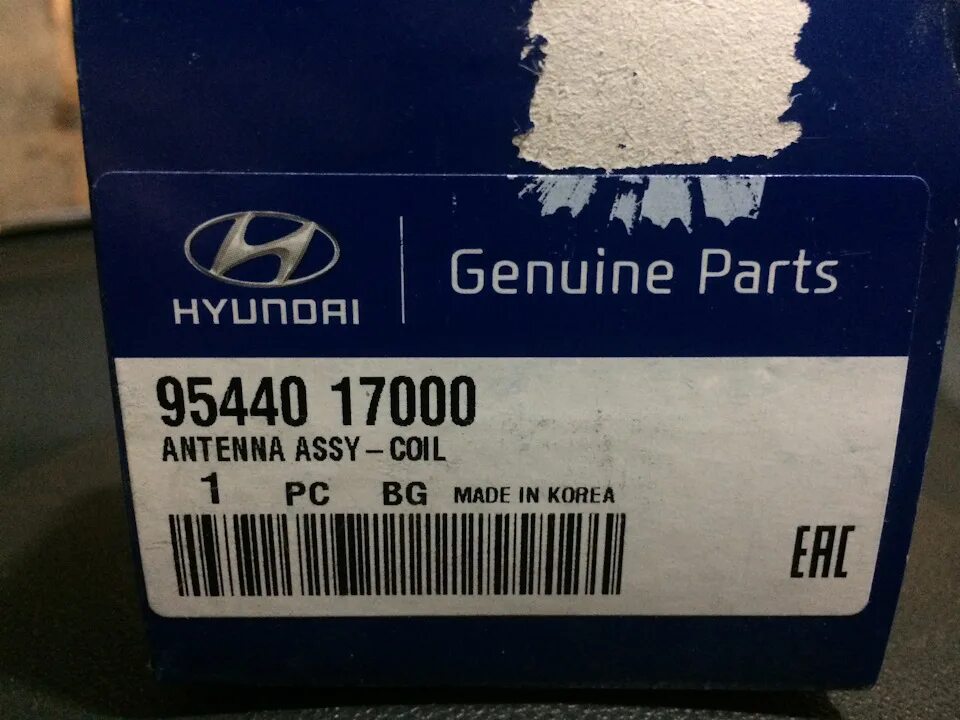 HYUNDAI
Genuine Parts
95440 17000
ANTENNA ASSY-COIL
1 PC BG MADE IN KOREA
EAC